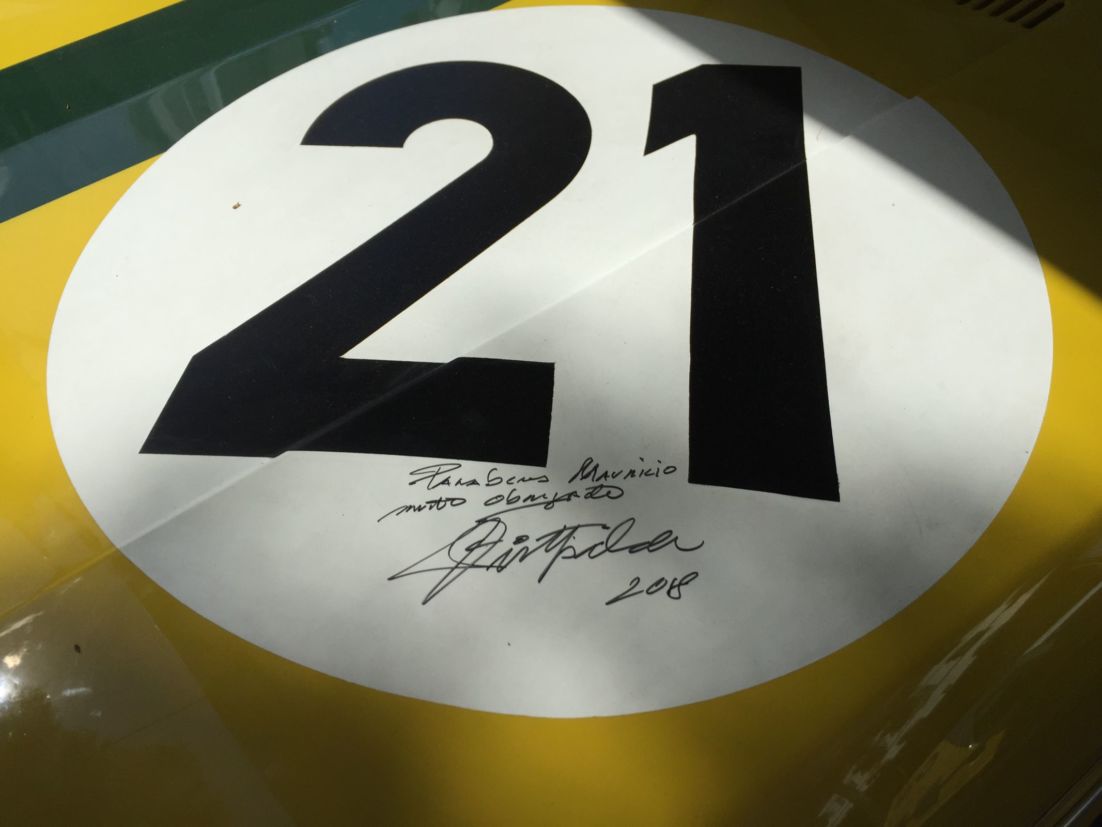 21
Parabens Mauricio
muito obrigado
2018